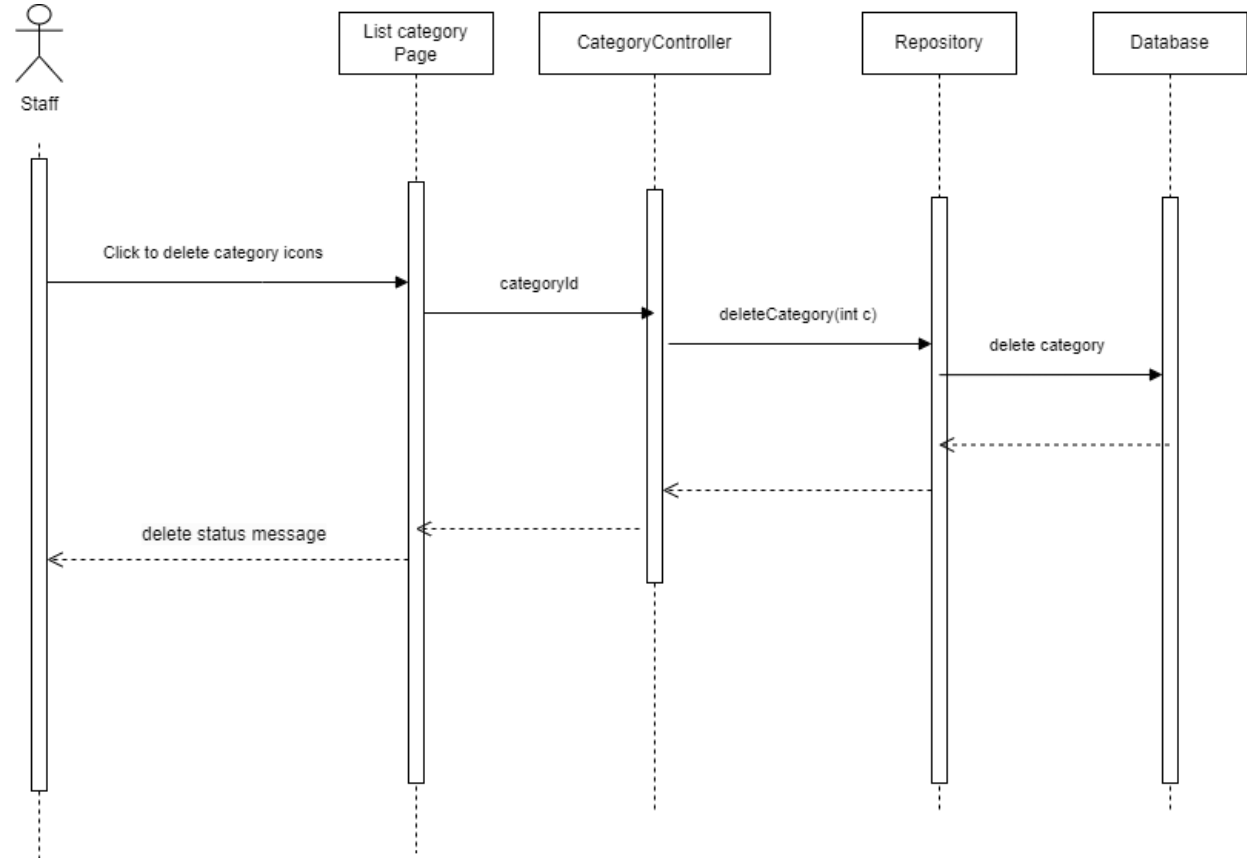 Staff
List category
Page
CategoryController
Repository
Database
Click to delete category icons
categoryId
deleteCategory(int c)
delete category
delete status message